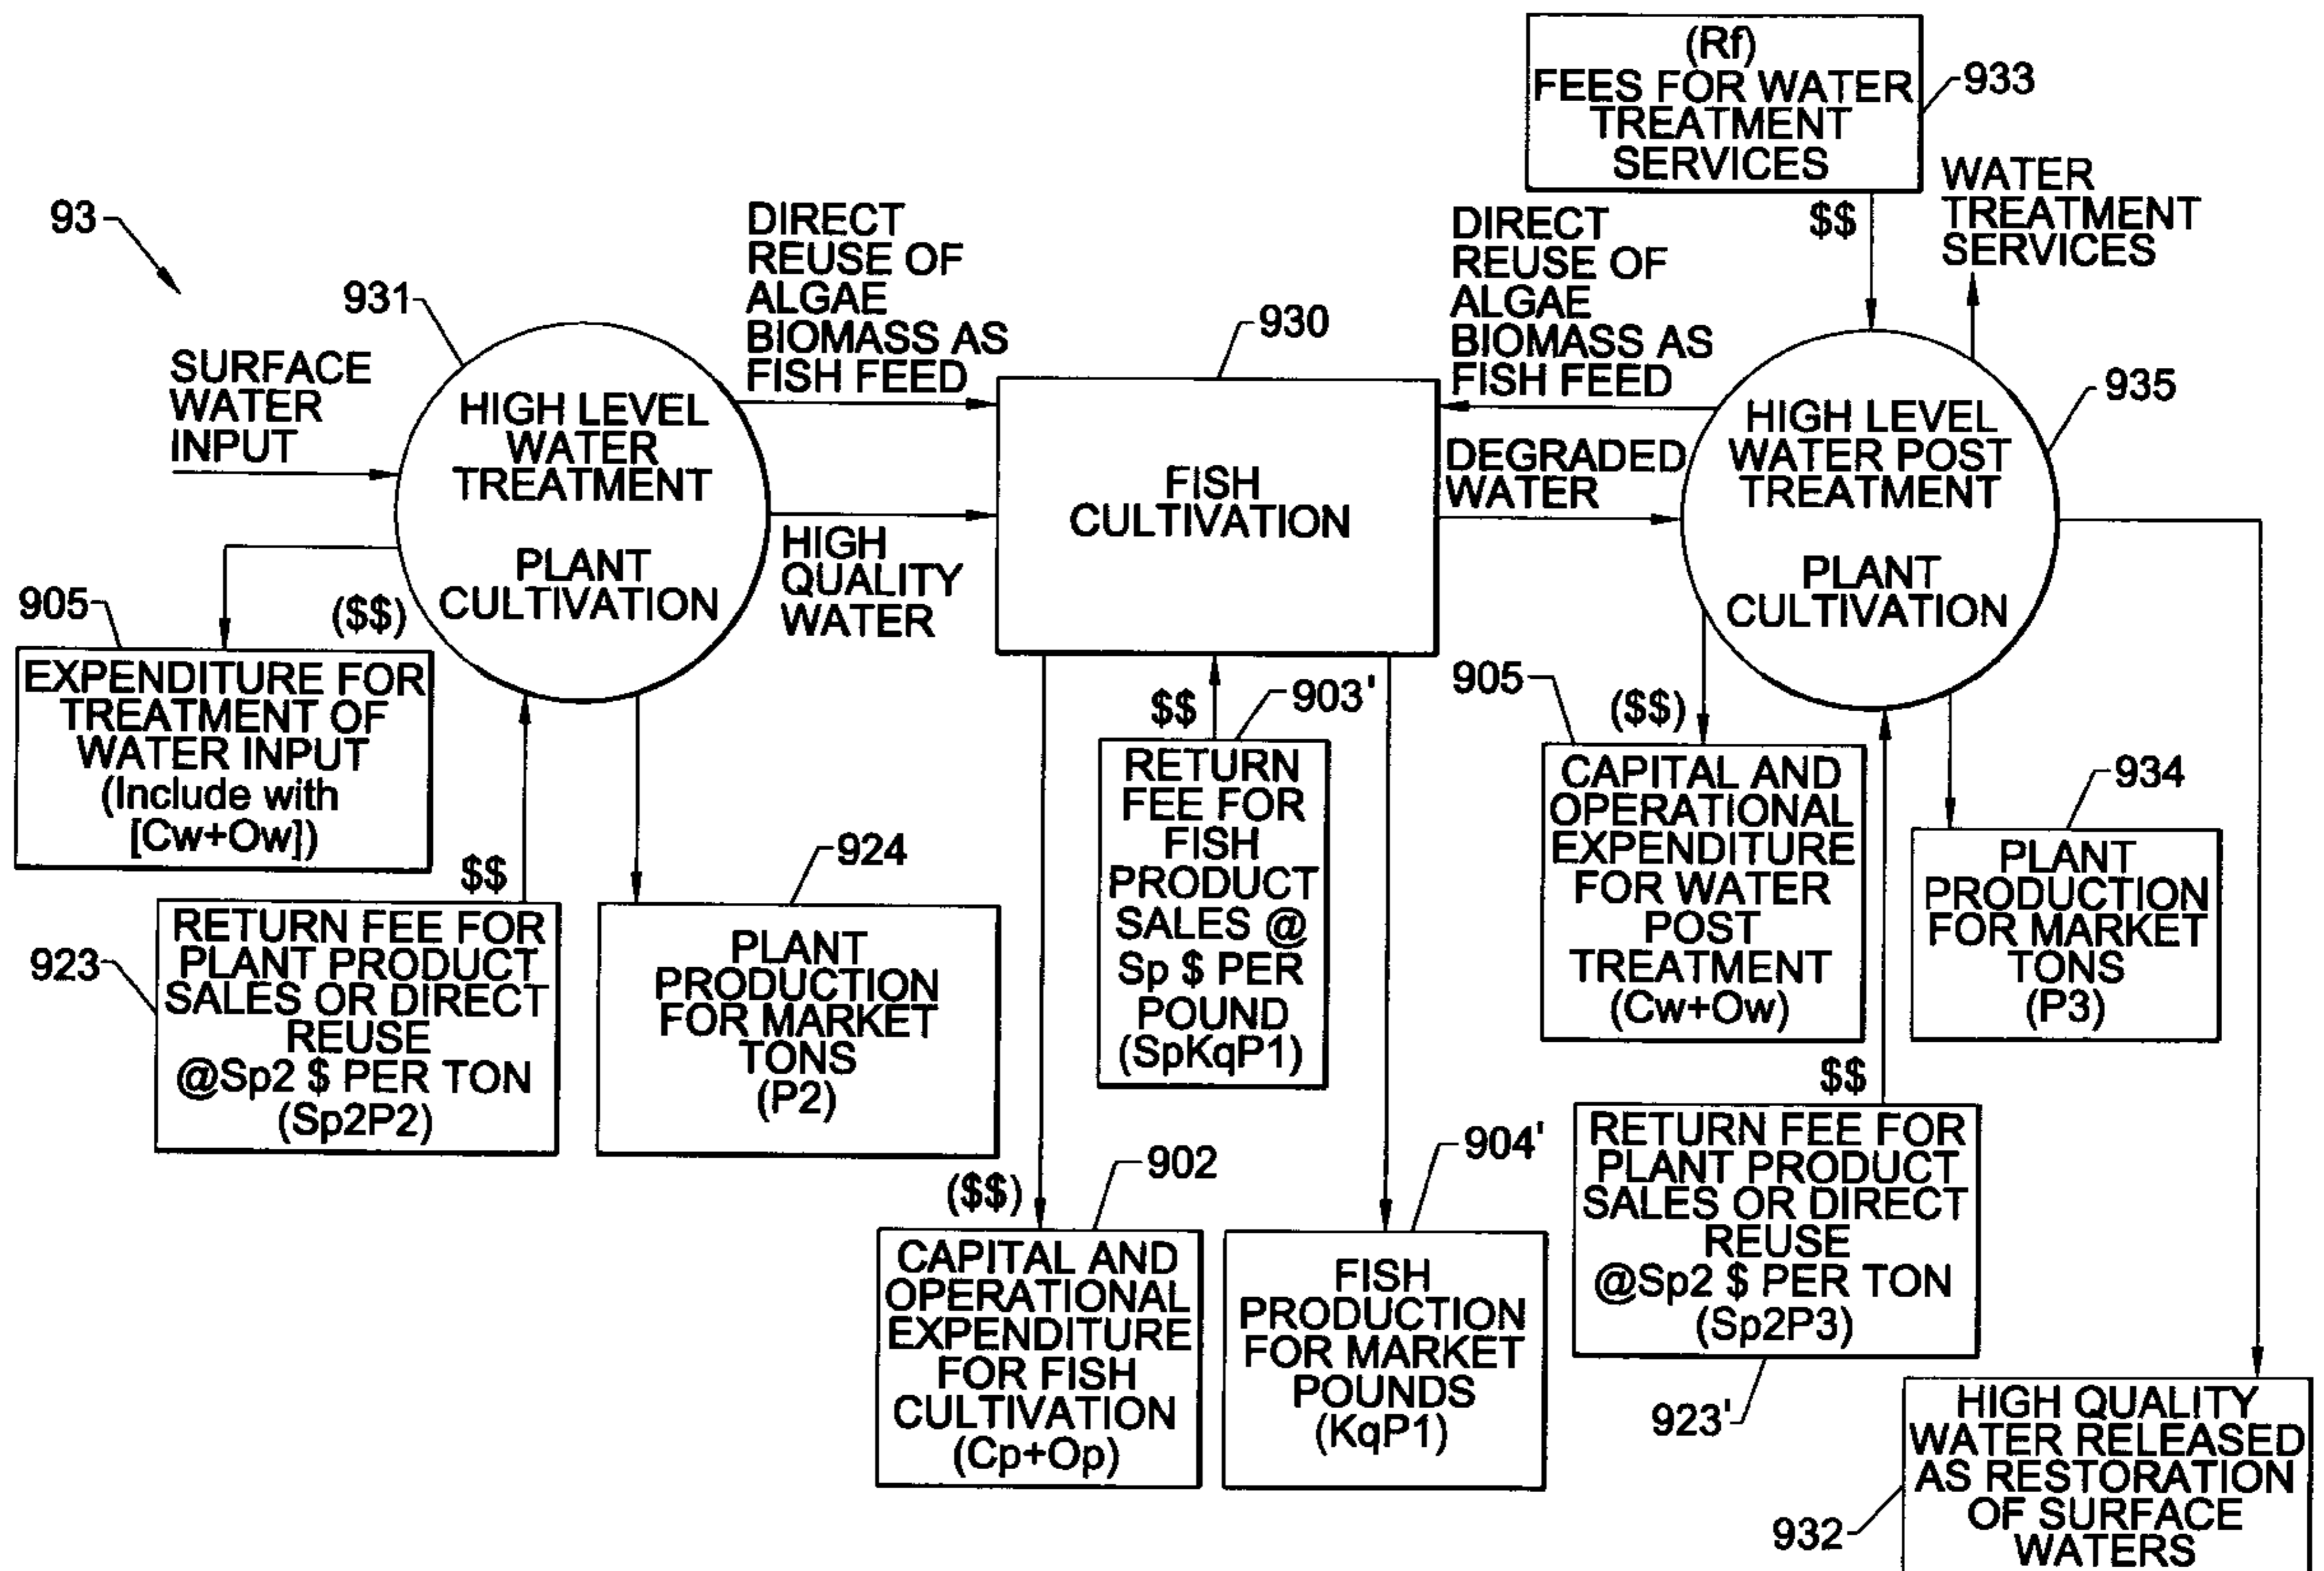 93
SURFACE
WATER
INPUT
931
HIGH LEVEL
WATER
TREATMENT
PLANT
CULTIVATION
DIRECT
REUSE OF
ALGAE
BIOMASS AS
FISH FEED
HIGH
QUALITY
WATER
930
FISH
CULTIVATION
(Rf)
FEES FOR WATER
TREATMENT
SERVICES
933
$$
WATER
TREATMENT
SERVICES
DIRECT
REUSE OF
ALGAE
BIOMASS AS
FISH FEED
DEGRADED
WATER
HIGH LEVEL
WATER POST
TREATMENT
PLANT
CULTIVATION
935
905
($$)
EXPENDITURE FOR
TREATMENT OF
WATER INPUT
(Include with
[Cw+Ow])
$$
923
RETURN FEE FOR
PLANT PRODUCT
SALES OR DIRECT
REUSE
@Sp2 $ PER TON
(Sp2P2)
924
PLANT
PRODUCTION
FOR MARKET
TONS
(P2)
$$
903'
RETURN
FEE FOR
FISH
PRODUCT
SALES @
Sp $ PER
POUND
(SpKqP1)
902
($$)
CAPITAL AND
OPERATIONAL
EXPENDITURE
FOR FISH
CULTIVATION
(Cp+Op)
904'
FISH
PRODUCTION
FOR MARKET
POUNDS
(KqP1)
905
($$)
CAPITAL AND
OPERATIONAL
EXPENDITURE
FOR WATER
POST
TREATMENT
(Cw+Ow)
934
PLANT
PRODUCTION
FOR MARKET
TONS
(P3)
$$
RETURN FEE FOR
PLANT PRODUCT
SALES OR DIRECT
REUSE
@Sp2 $ PER TON
(Sp2P3)
923'
HIGH QUALITY
WATER RELEASED
AS RESTORATION
OF SURFACE
WATERS
932